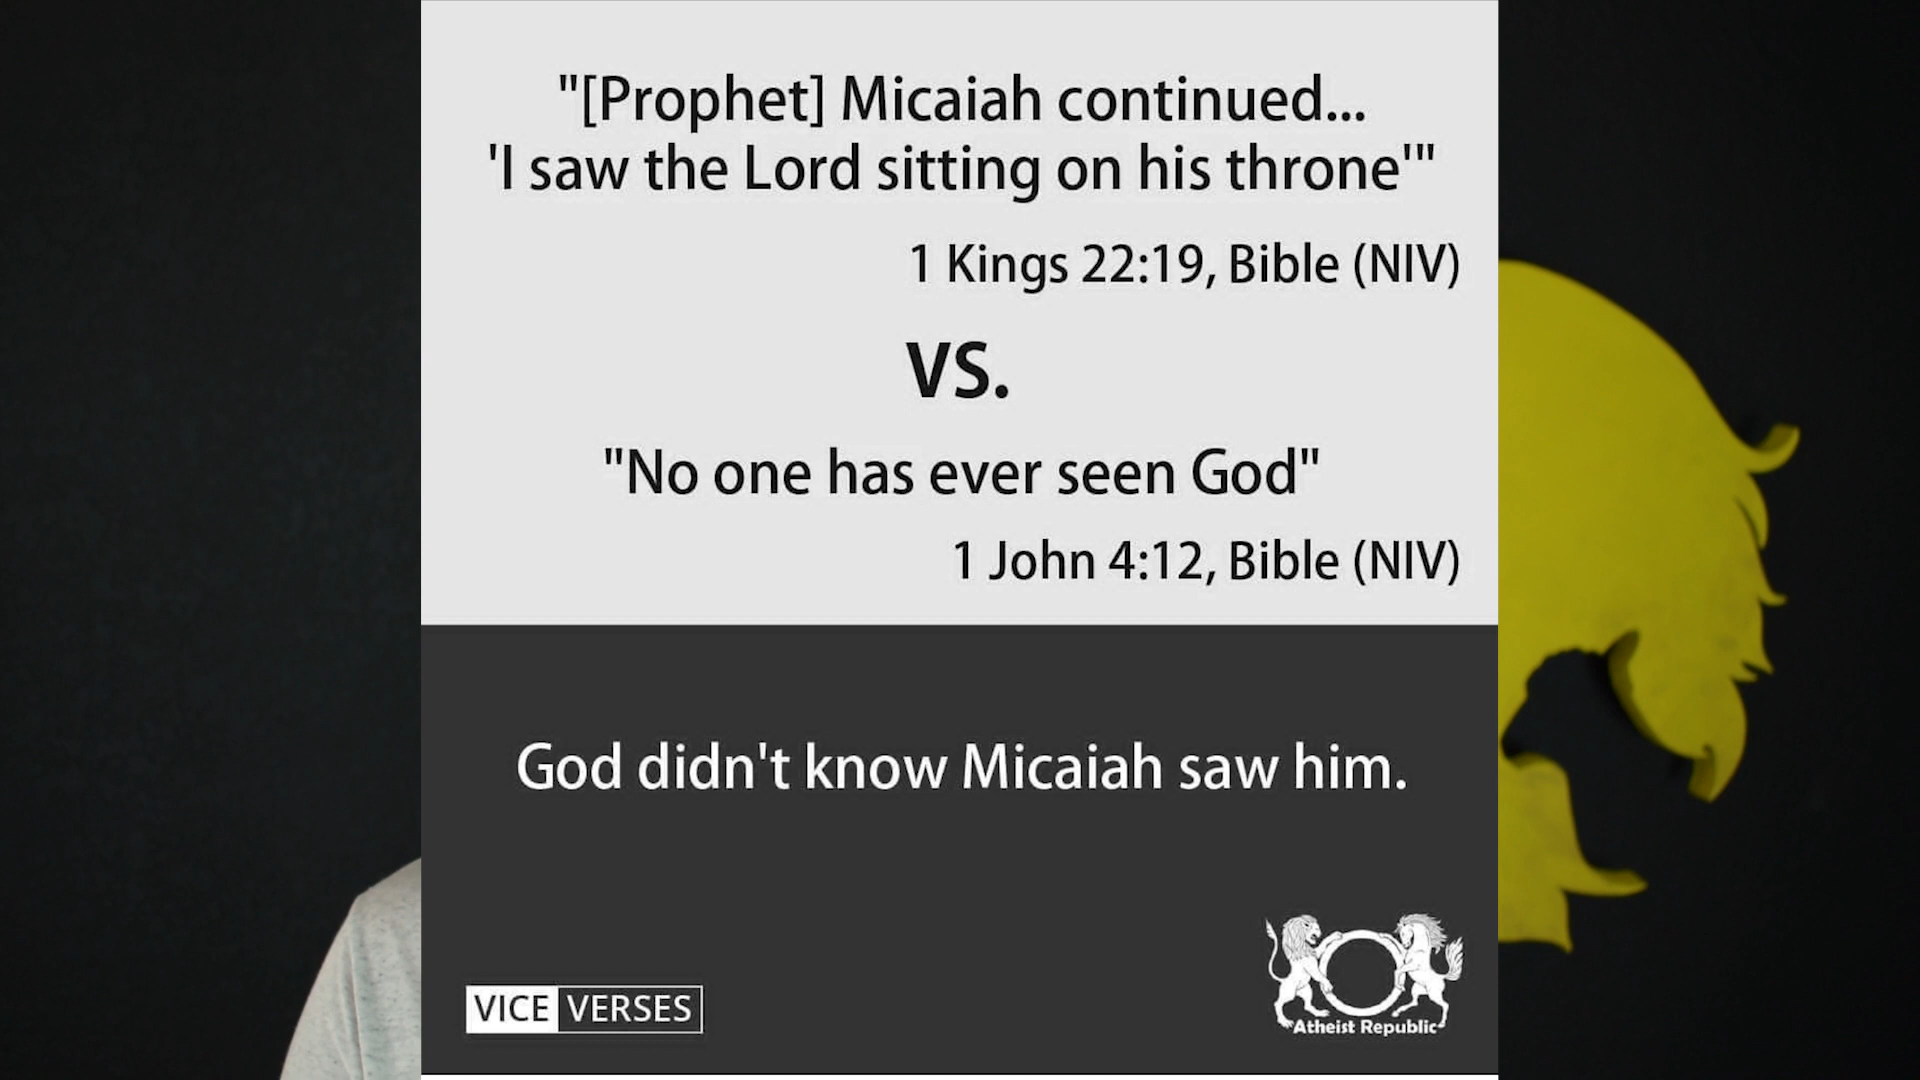 "[Prophet] Micaiah continued...
'I saw the Lord sitting on his throne'"
1 Kings 22:19, Bible (NIV)
VS.
"No one has ever seen God"
1 John 4:12, Bible (NIV)
God didn't know Micaiah saw him.
VICE VERSES
Atheist Republic